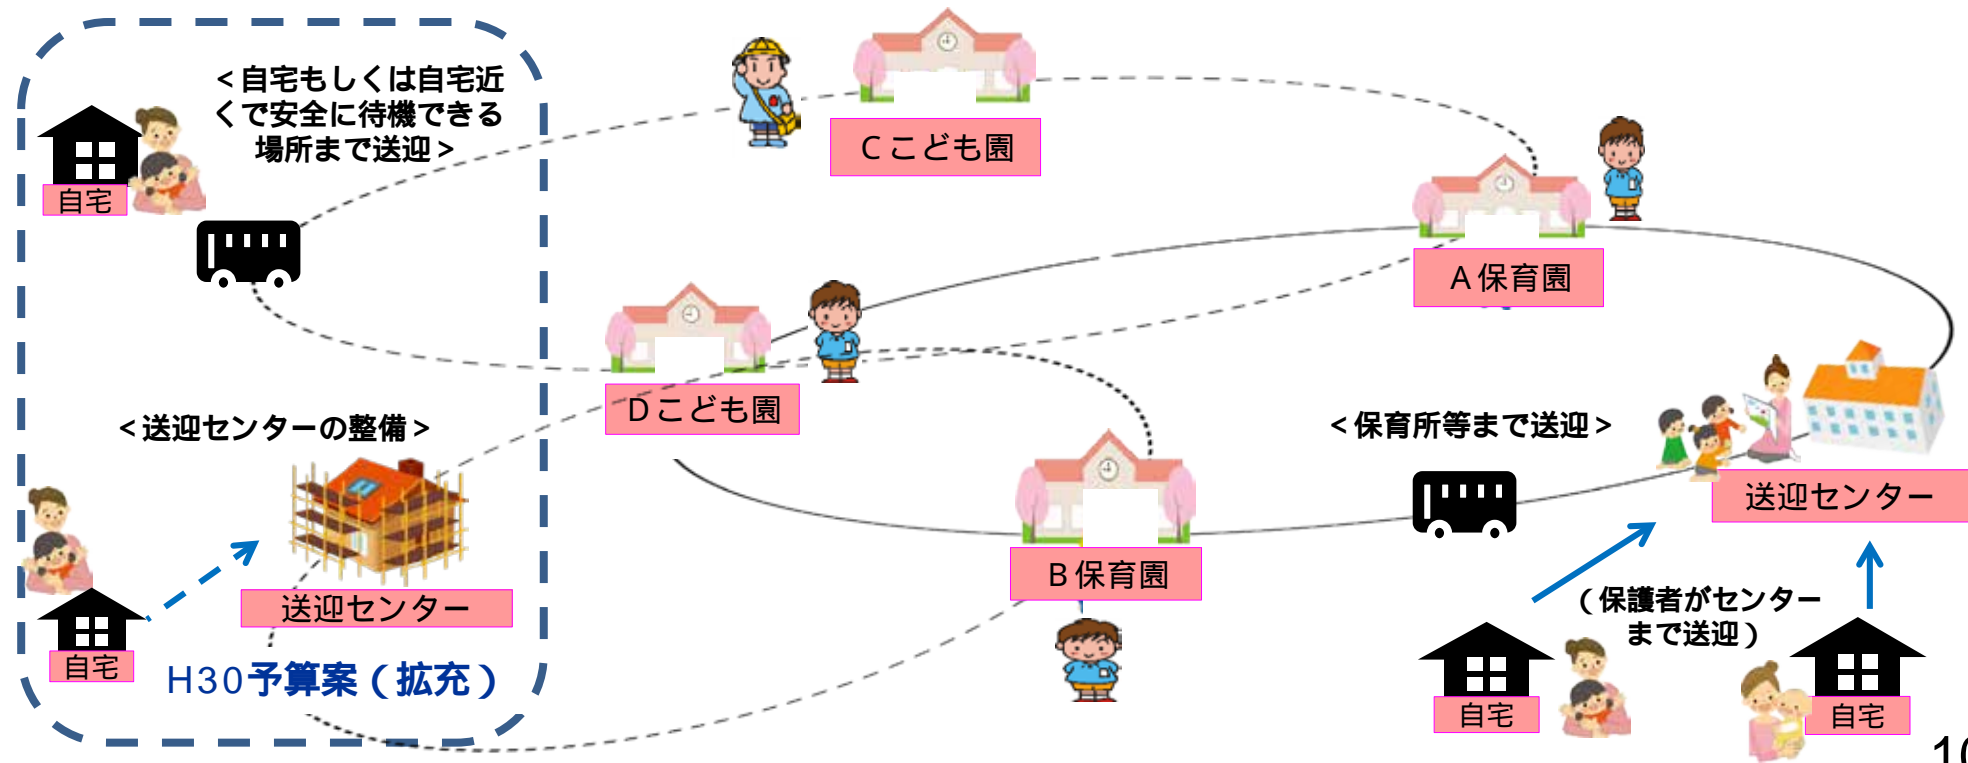 ＜自宅もしくは自宅近
くで安全に待機できる
場所まで送迎＞
自宅
Ｃこども園
Ａ保育園
Ｄこども園
＜送迎センターの整備＞
＜保育所等まで送迎＞
送迎センター
Ｂ保育園
送迎センター
自宅
H30予算案（拡充）
（保護者がセンター
まで送迎）
自宅
自宅